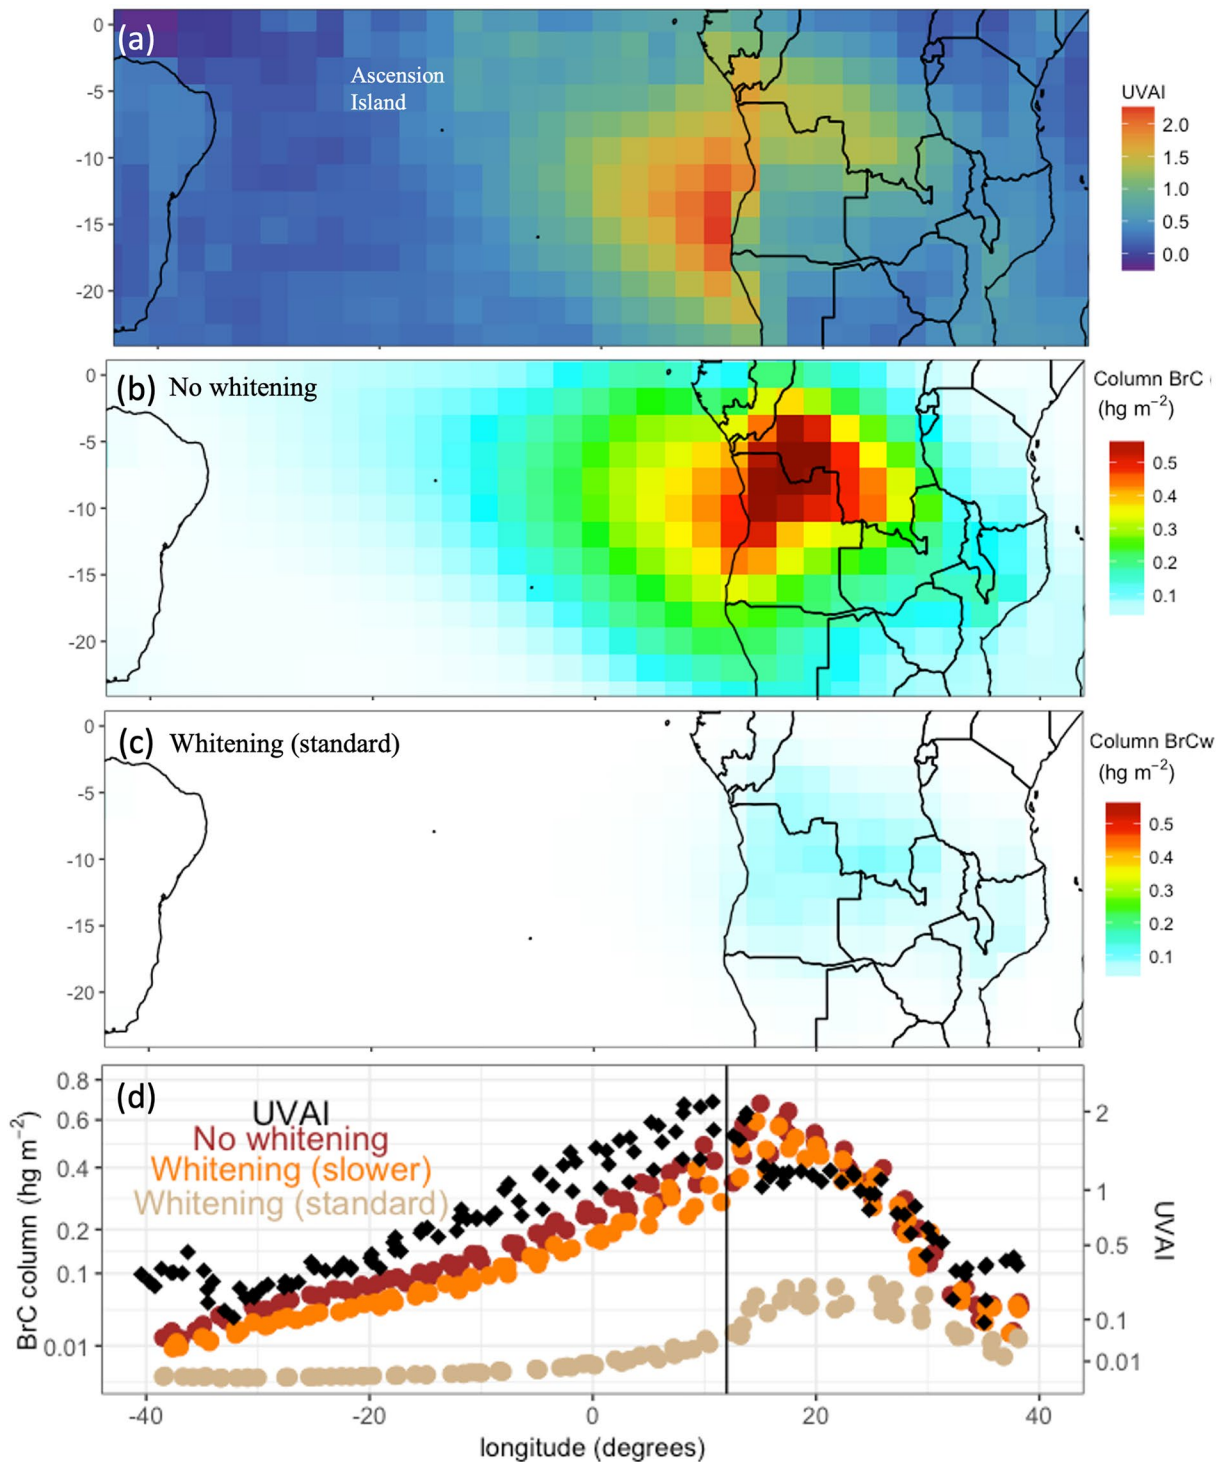 (a)
Ascension
Island
0
-5
-10
-15
-20
UVAI
2.0
1.5
1.0
0.5
0.0
(b) No whitening
0
-5
-10
-15
-20
Column BrC (
(hg m−2)
0.5
0.4
0.3
0.2
0.1
(c) Whitening (standard)
0
-5
-10
-15
-20
Column BrCw
(hg m−2)
0.5
0.4
0.3
0.2
0.1
(d)
UVAI
No whitening
Whitening (slower)
Whitening (standard)
BrC column (hg m−2)
0.8
0.6
0.4
0.2
0.1
0.01
2
1
0.5
0.1
0.01
UVAI
-40 -20 0 20 40
longitude (degrees)